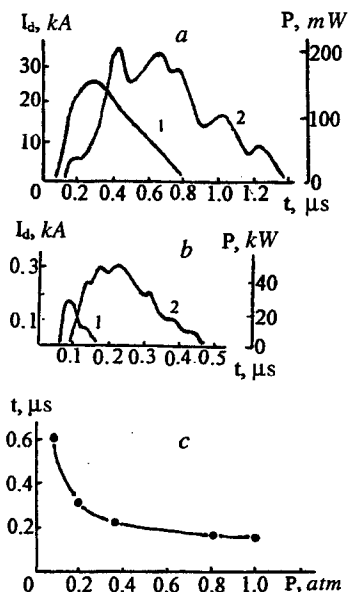 I_d, kA a P, mW
30
20
10
0
200
100
0
1
2
0.2 0.4 0.6 0.8 1.0 1.2
t, μs
I_d, kA b P, kW
0.3
0.1
40
20
0
1
2
0.1 0.2 0.3 0.4 0.5
t, μs
t, μs
c
0.6
0.4
0.2
0 0.2 0.4 0.6 0.8 1.0 P, atm